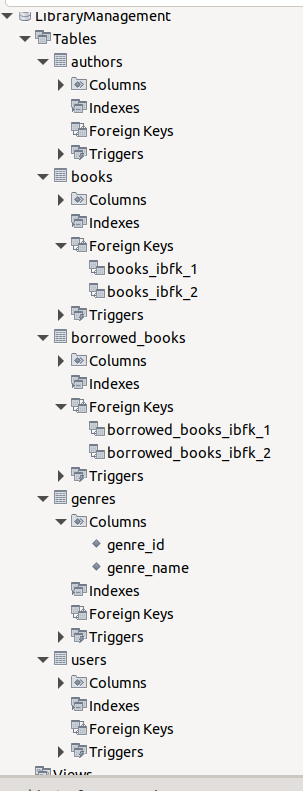 LibraryManagement
Tables
authors
Columns
Indexes
Foreign Keys
Triggers
books
Columns
Indexes
Foreign Keys
books_ibfk_1
books_ibfk_2
Triggers
borrowed_books
Columns
Indexes
Foreign Keys
borrowed_books_ibfk_1
borrowed_books_ibfk_2
Triggers
genres
Columns
genre_id
genre_name
Indexes
Foreign Keys
Triggers
users
Columns
Indexes
Foreign Keys
Triggers
Views